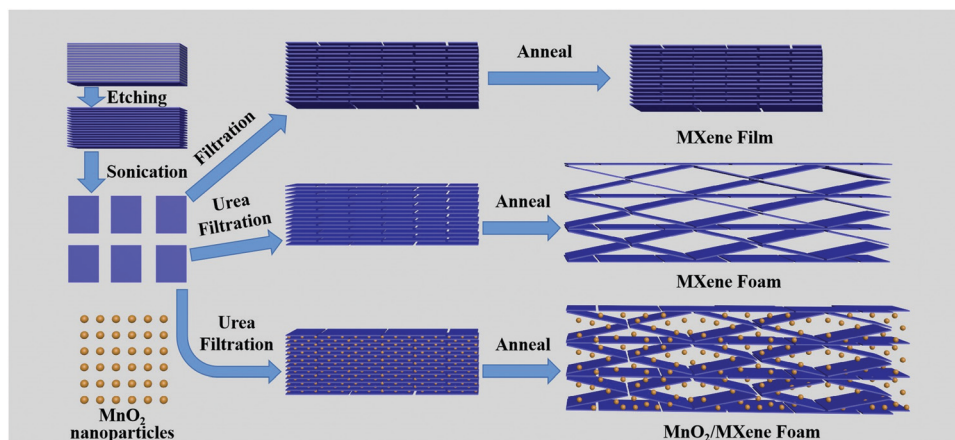 Etching
Sonication
Filtration
Anneal
MXene Film
Urea
Filtration
Anneal
MXene Foam
Urea
Filtration
Anneal
MnO₂/MXene Foam
MnO₂
nanoparticles